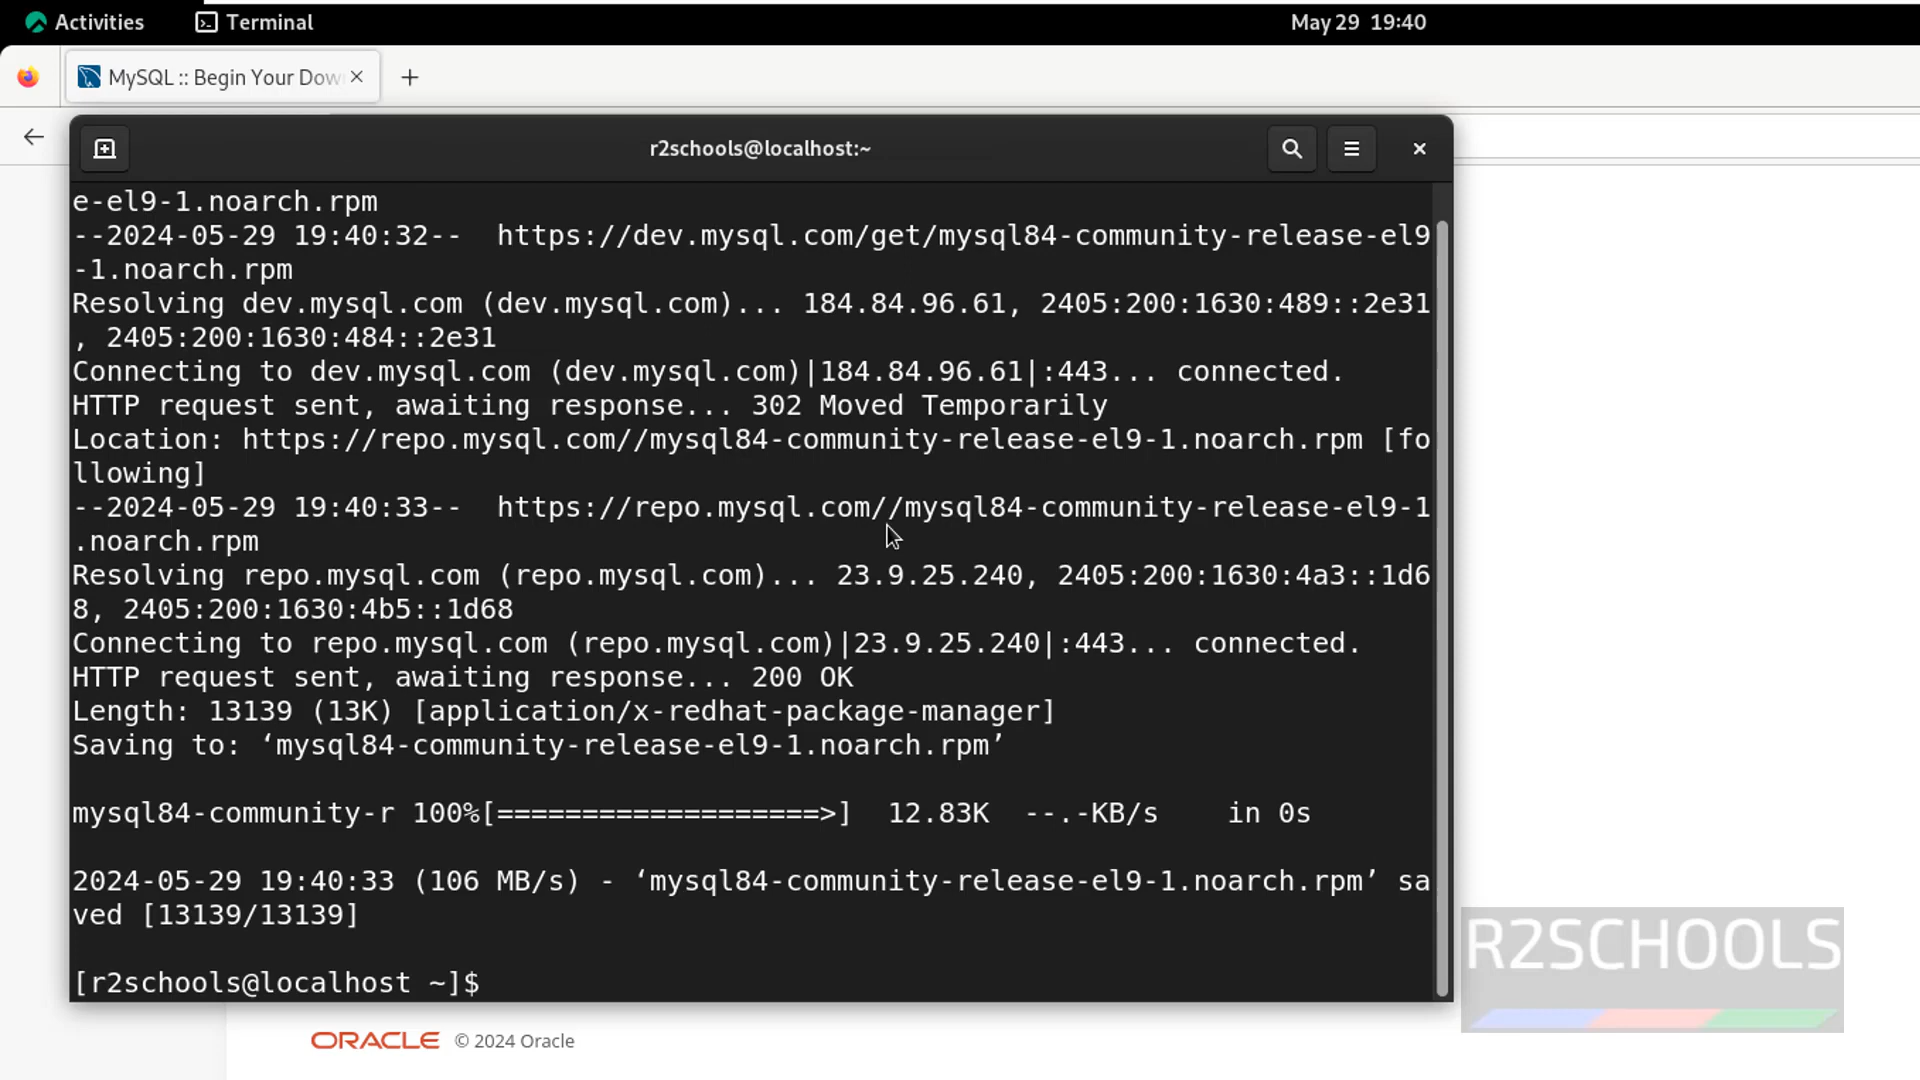 Activities
Terminal
May 29 19:40
MySQL :: Begin Your Dow
r2schools@localhost:~
e-el9-1.noarch.rpm
--2024-05-29 19:40:32--  https://dev.mysql.com/get/mysql84-community-release-el9
-1.noarch.rpm
Resolving dev.mysql.com (dev.mysql.com)... 184.84.96.61, 2405:200:1630:489::2e31
, 2405:200:1630:484::2e31
Connecting to dev.mysql.com (dev.mysql.com)|184.84.96.61|:443... connected.
HTTP request sent, awaiting response... 302 Moved Temporarily
Location: https://repo.mysql.com//mysql84-community-release-el9-1.noarch.rpm [fo
llowing]
--2024-05-29 19:40:33--  https://repo.mysql.com//mysql84-community-release-el9-1
.noarch.rpm
Resolving repo.mysql.com (repo.mysql.com)... 23.9.25.240, 2405:200:1630:4a3::1d6
8, 2405:200:1630:4b5::1d68
Connecting to repo.mysql.com (repo.mysql.com)|23.9.25.240|:443... connected.
HTTP request sent, awaiting response... 200 OK
Length: 13139 (13K) [application/x-redhat-package-manager]
Saving to: ‘mysql84-community-release-el9-1.noarch.rpm’
mysql84-community-r 100%[===================>]  12.83K  --.-KB/s    in 0s
2024-05-29 19:40:33 (106 MB/s) - ‘mysql84-community-release-el9-1.noarch.rpm’ sa
ved [13139/13139]
[r2schools@localhost ~]$
R2SCHOOLS
ORACLE © 2024 Oracle